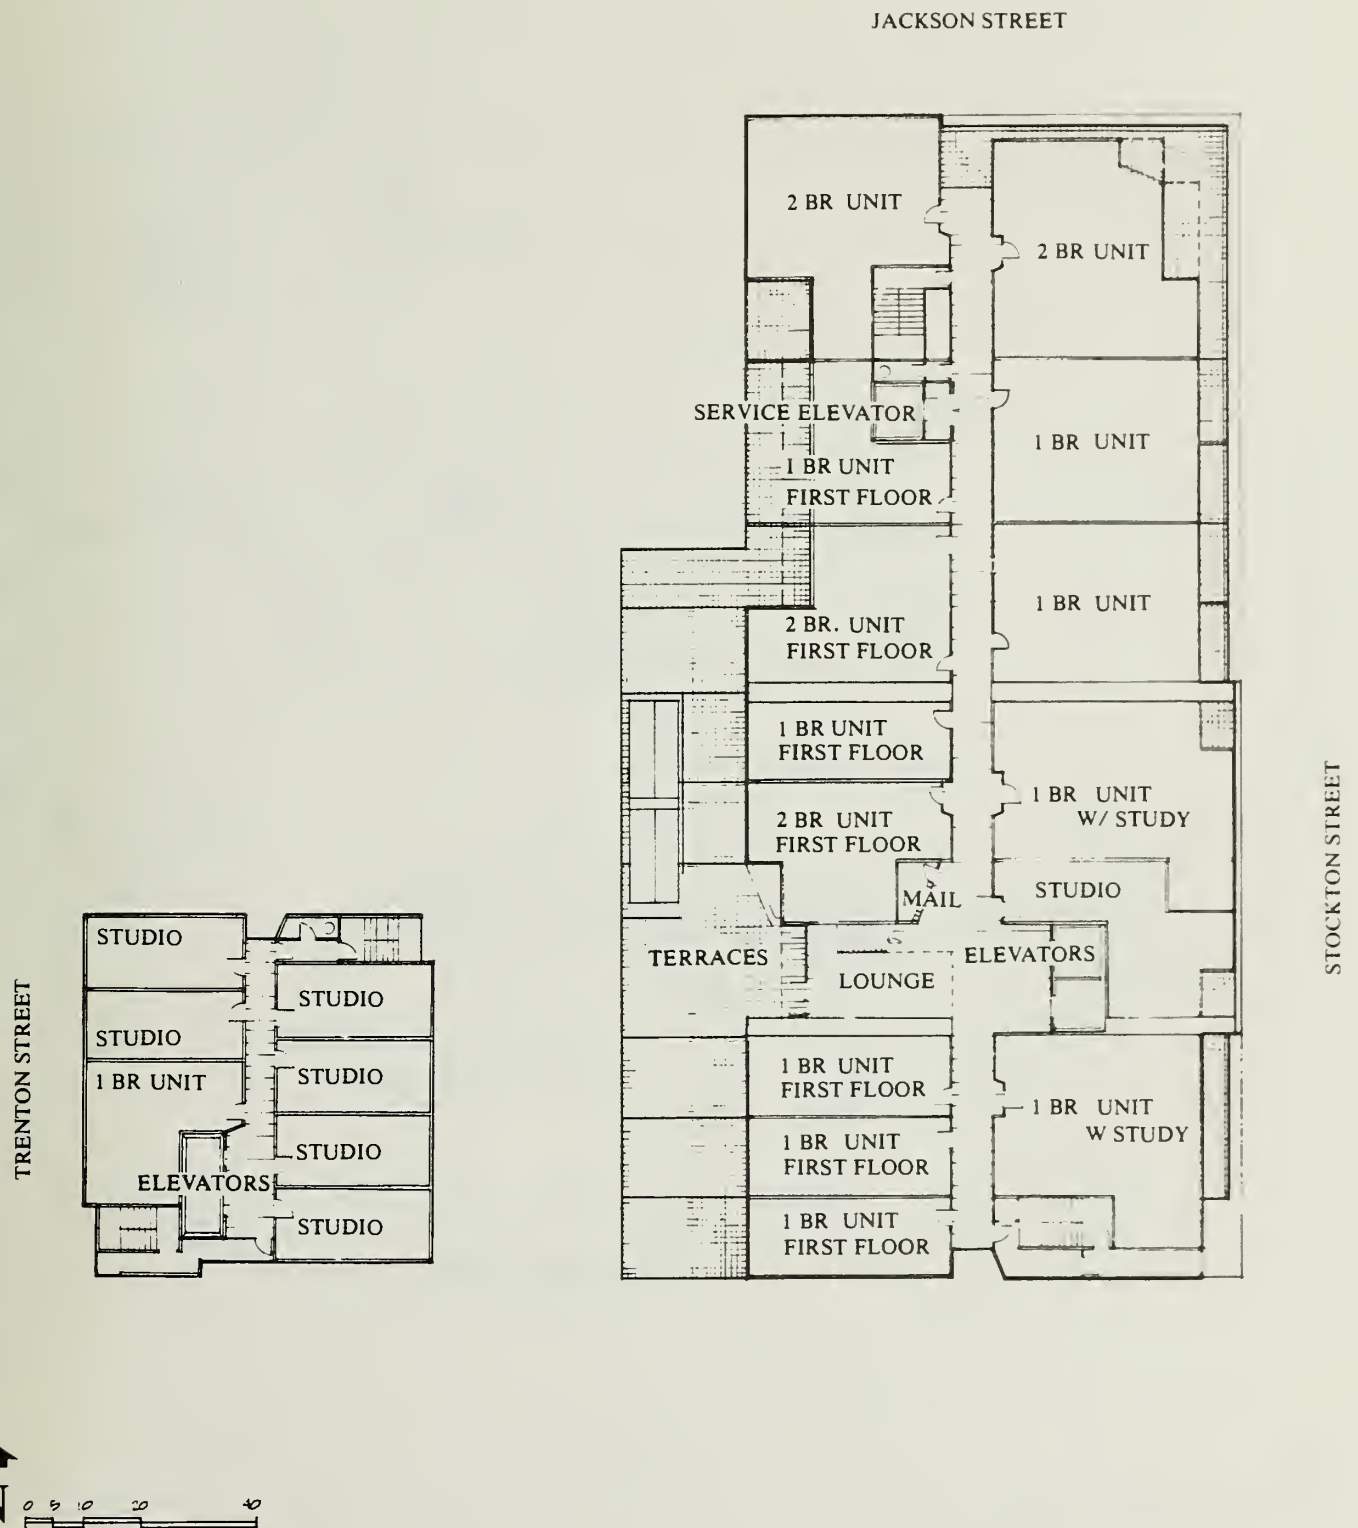 JACKSON STREET
2 BR UNIT
2 BR UNIT
SERVICE ELEVATOR
1 BR UNIT
1 BR UNIT
FIRST FLOOR
2 BR. UNIT
FIRST FLOOR
1 BR UNIT
1 BR UNIT
FIRST FLOOR
1 BR UNIT
W/ STUDY
2 BR UNIT
FIRST FLOOR
MAIL
STUDIO
TERRACES
LOUNGE
ELEVATORS
1 BR UNIT
FIRST FLOOR
1 BR UNIT
W STUDY
1 BR UNIT
FIRST FLOOR
1 BR UNIT
FIRST FLOOR
STOCKTON STREET
TRENTON STREET
STUDIO
STUDIO
STUDIO
1 BR UNIT
STUDIO
STUDIO
ELEVATORS
STUDIO
N
0 5 10 20 40